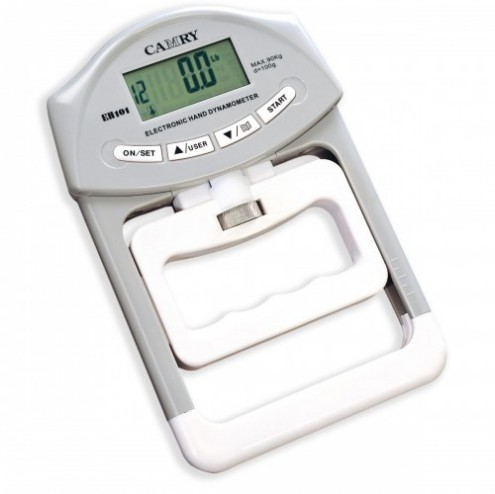 CAMRY
12 0.0 Lb
MAX 90Kg
d=100g
EH101
ELECTRONIC HAND DYNAMOMETER
ON/SET
▲/USER
▼/
START